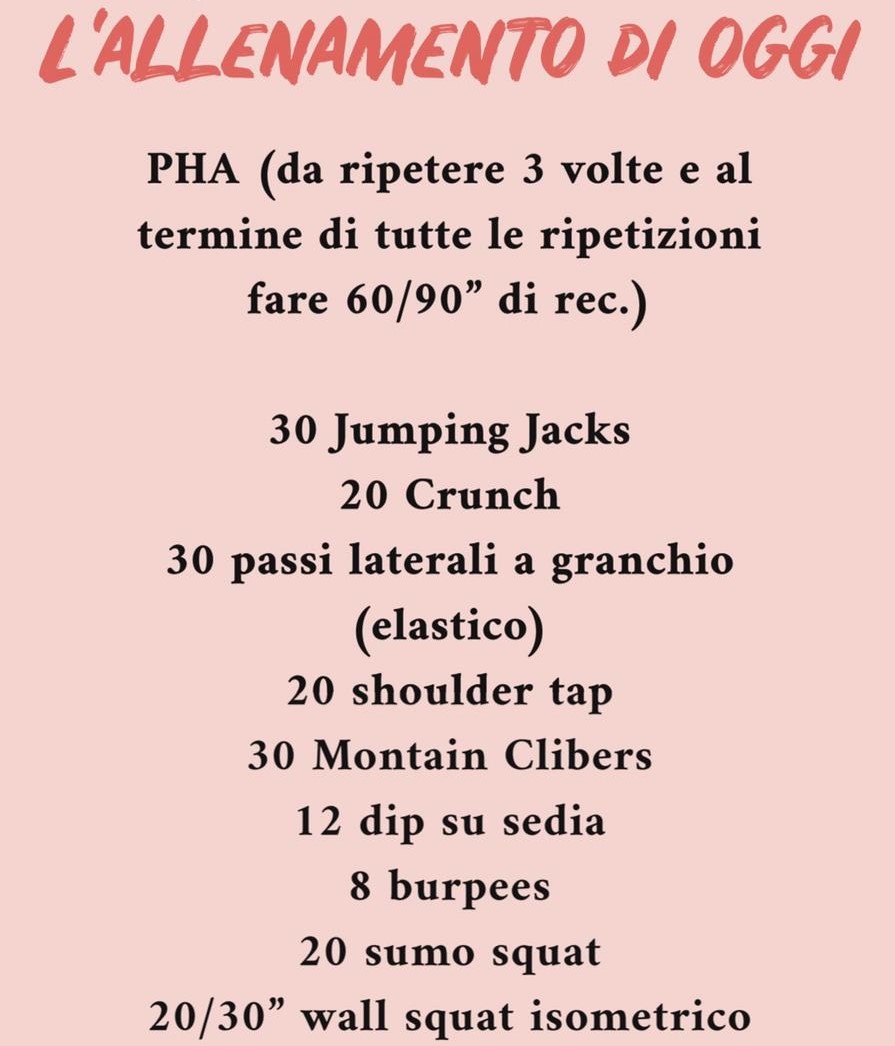 L'ALLENAMENTO DI OGGI
PHA (da ripetere 3 volte e al
termine di tutte le ripetizioni
fare 60/90” di rec.)
30 Jumping Jacks
20 Crunch
30 passi laterali a granchio
(elastico)
20 shoulder tap
30 Montain Clibers
12 dip su sedia
8 burpees
20 sumo squat
20/30” wall squat isometrico